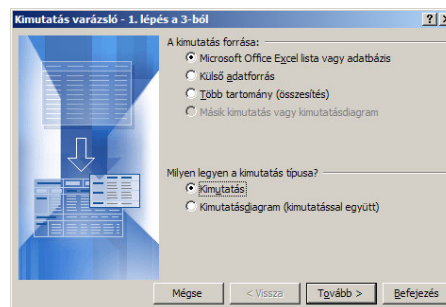 Kimutatás varázsló - 1. lépés a 3-ból
A kimutatás forrása:
Microsoft Office Excel lista vagy adatbázis
Külső adatforrás
Több tartomány (összesítés)
Másik kimutatás vagy kimutatásdiagram
Milyen legyen a kimutatás típusa?
Kimutatás
Kimutatásdiagram (kimutatással együtt)
Mégse
< Vissza
Tovább >
Befejezés